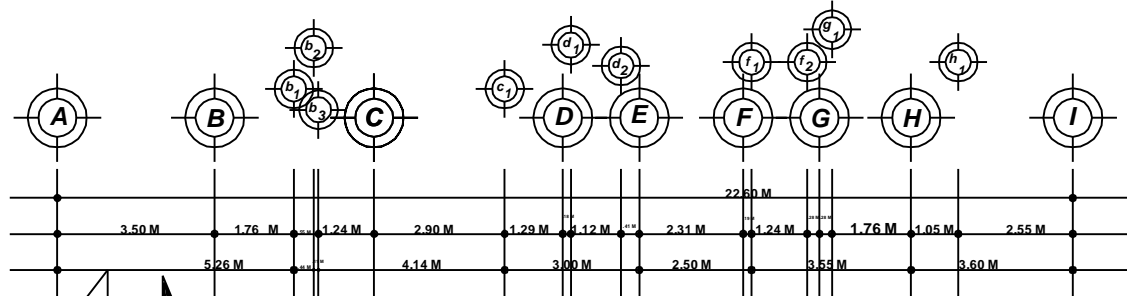 g1
b2 d1
d2 f1 f2 h1
b1 c1
b3
A B C D E F G H I
22.60 M
3.50 M 1.76 M 1.24 M 2.90 M 1.29 M 1.12 M 2.31 M 1.24 M 1.76 M 1.05 M 2.55 M
5.26 M 4.14 M 3.00 M 2.50 M 3.55 M 3.60 M